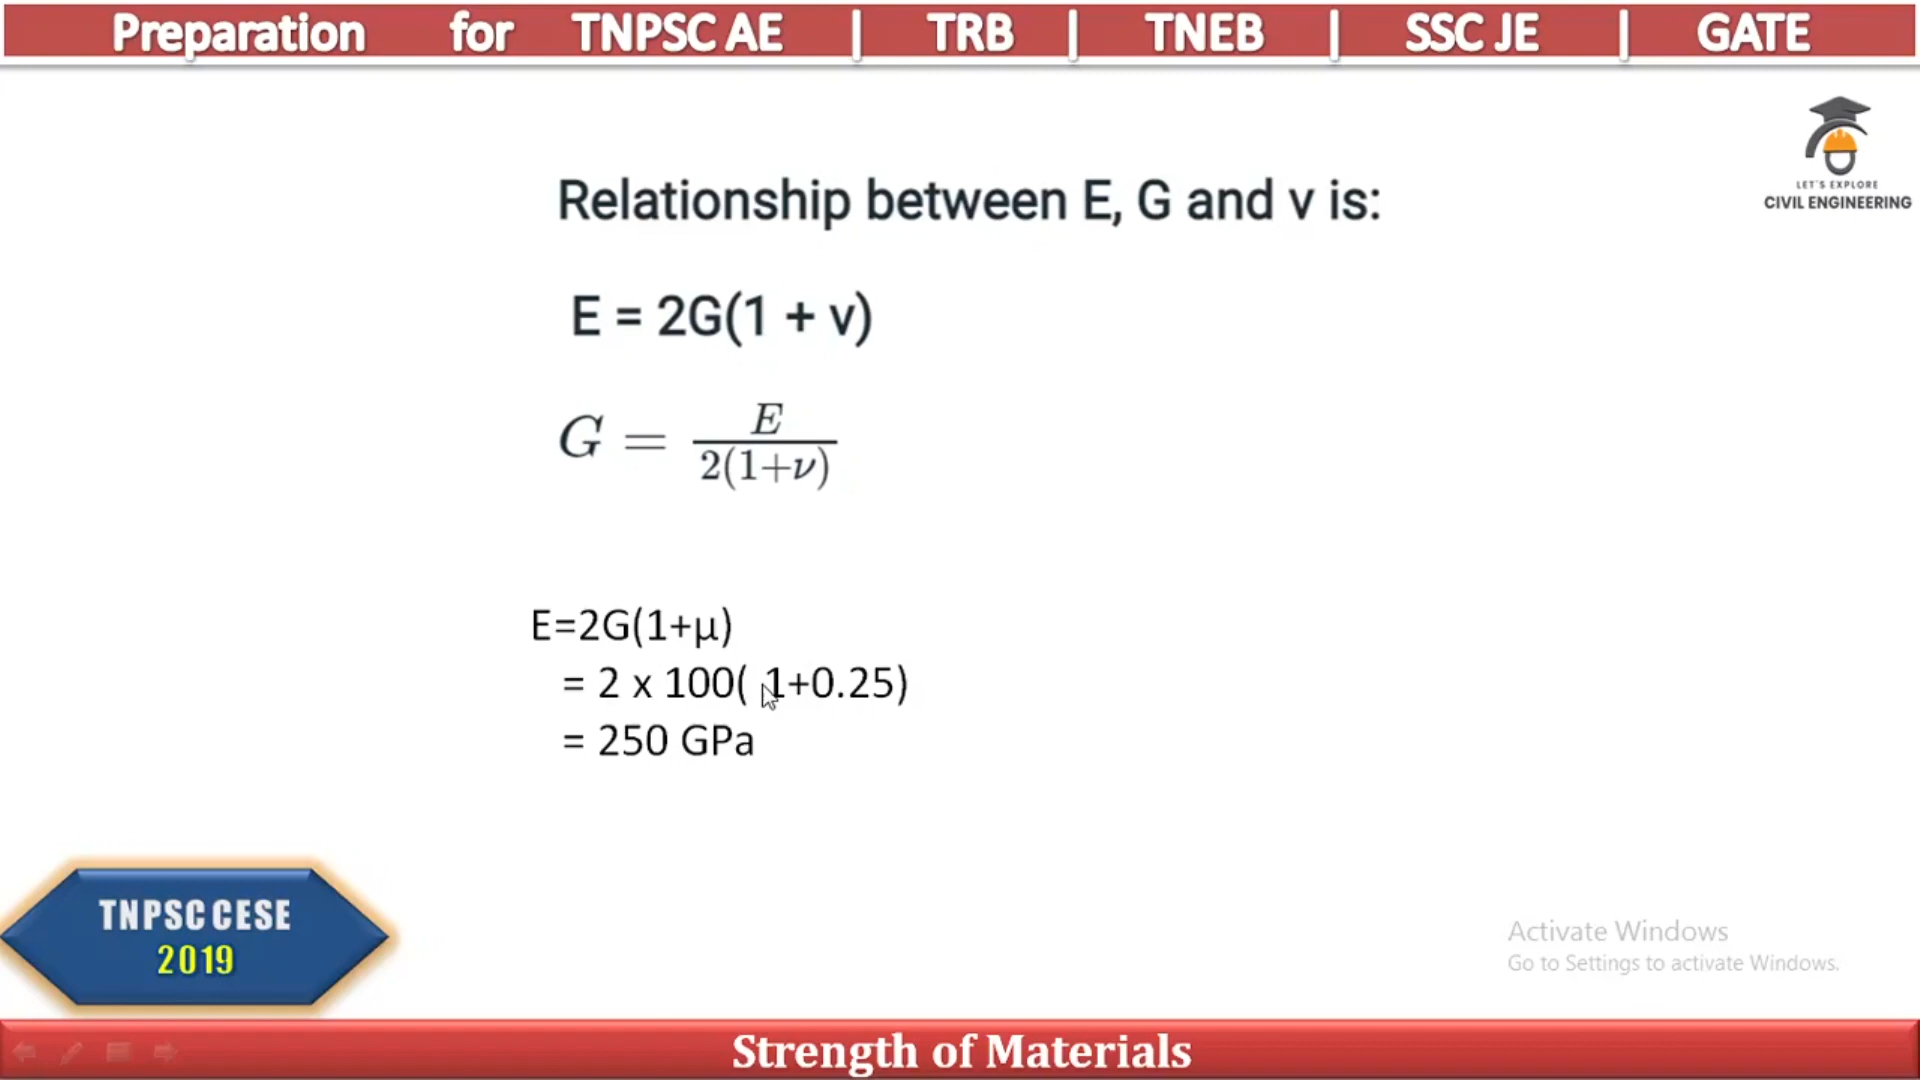 Preparation for TNPSC AE | TRB | TNEB | SSC JE | GATE
LET'S EXPLORE
CIVIL ENGINEERING
Relationship between E, G and v is:
E = 2G(1 + v)
G = E / 2(1+ν)
E=2G(1+μ)
= 2 x 100( 1+0.25)
= 250 GPa
TNPSC CESE
2019
Activate Windows
Go to Settings to activate Windows.
Strength of Materials